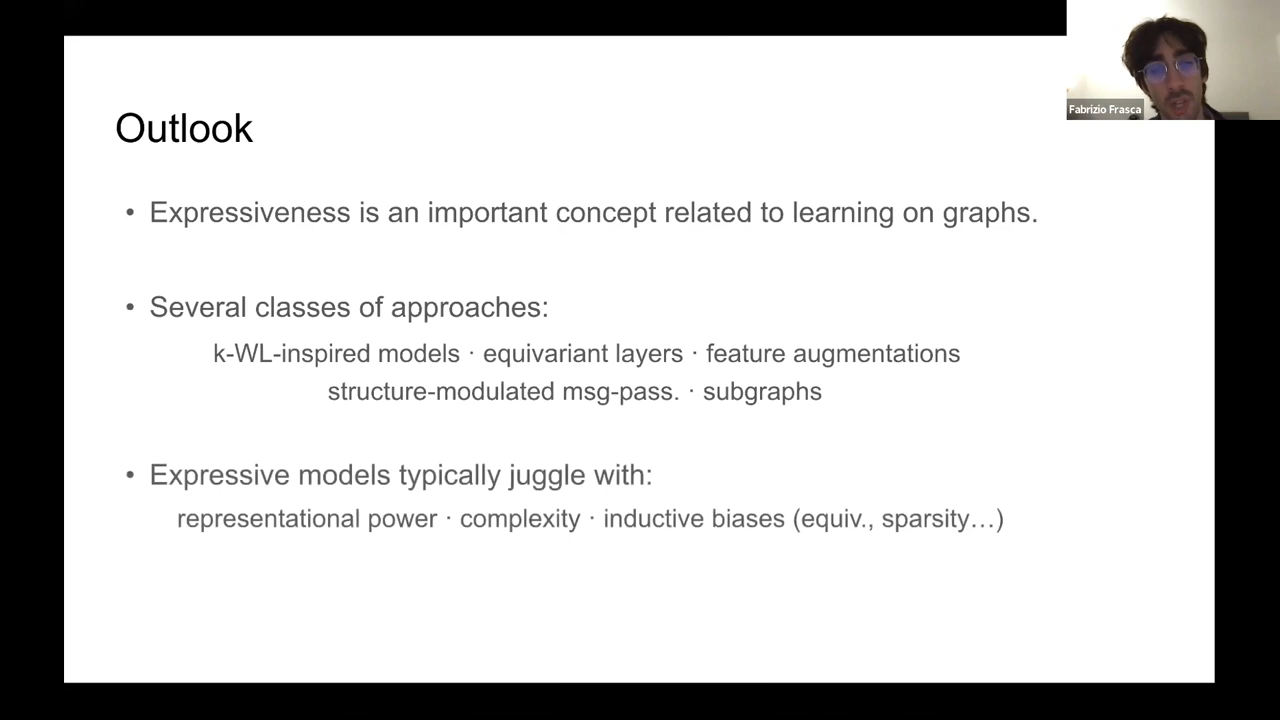 Fabrizio Frasca
Outlook
• Expressiveness is an important concept related to learning on graphs.
• Several classes of approaches:
k-WL-inspired models · equivariant layers · feature augmentations
structure-modulated msg-pass. · subgraphs
• Expressive models typically juggle with:
representational power · complexity · inductive biases (equiv., sparsity…)